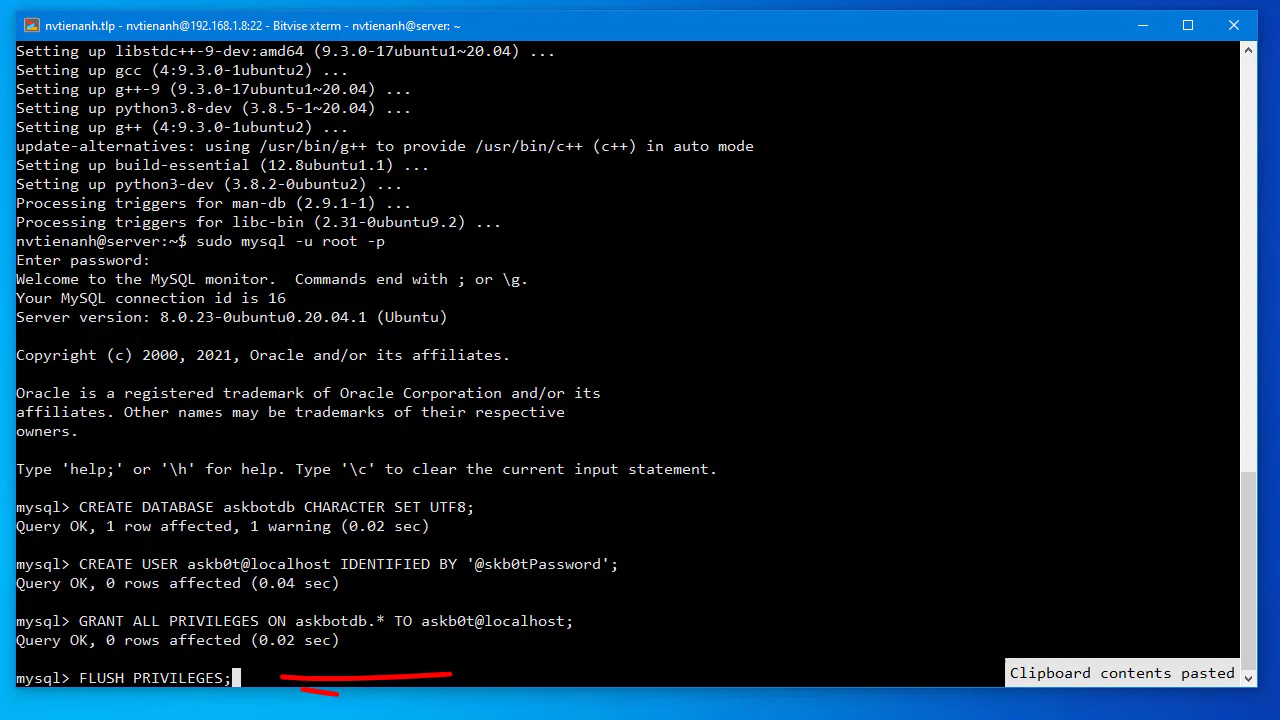 nvtienanh.tlp - nvtienanh@192.168.1.8:22 - Bitvise xterm - nvtienanh@server: ~
Setting up libstdc++-9-dev:amd64 (9.3.0-17ubuntu1~20.04) ...
Setting up gcc (4:9.3.0-1ubuntu2) ...
Setting up g++-9 (9.3.0-17ubuntu1~20.04) ...
Setting up python3.8-dev (3.8.5-1~20.04) ...
Setting up g++ (4:9.3.0-1ubuntu2) ...
update-alternatives: using /usr/bin/g++ to provide /usr/bin/c++ (c++) in auto mode
Setting up build-essential (12.8ubuntu1.1) ...
Setting up python3-dev (3.8.2-0ubuntu2) ...
Processing triggers for man-db (2.9.1-1) ...
Processing triggers for libc-bin (2.31-0ubuntu9.2) ...
nvtienanh@server:~$ sudo mysql -u root -p
Enter password:
Welcome to the MySQL monitor.  Commands end with ; or \g.
Your MySQL connection id is 16
Server version: 8.0.23-0ubuntu0.20.04.1 (Ubuntu)
Copyright (c) 2000, 2021, Oracle and/or its affiliates.
Oracle is a registered trademark of Oracle Corporation and/or its
affiliates. Other names may be trademarks of their respective
owners.
Type 'help;' or '\h' for help. Type '\c' to clear the current input statement.
mysql> CREATE DATABASE askbotdb CHARACTER SET UTF8;
Query OK, 1 row affected, 1 warning (0.02 sec)
mysql> CREATE USER askb0t@localhost IDENTIFIED BY '@skb0tPassword';
Query OK, 0 rows affected (0.04 sec)
mysql> GRANT ALL PRIVILEGES ON askbotdb.* TO askb0t@localhost;
Query OK, 0 rows affected (0.02 sec)
mysql> FLUSH PRIVILEGES;
Clipboard contents pasted